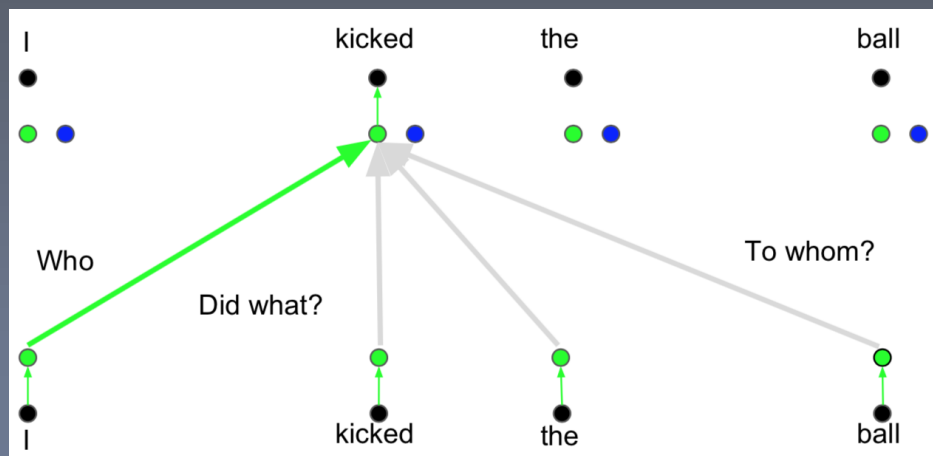 I kicked the ball
Who
Did what?
To whom?
I kicked the ball